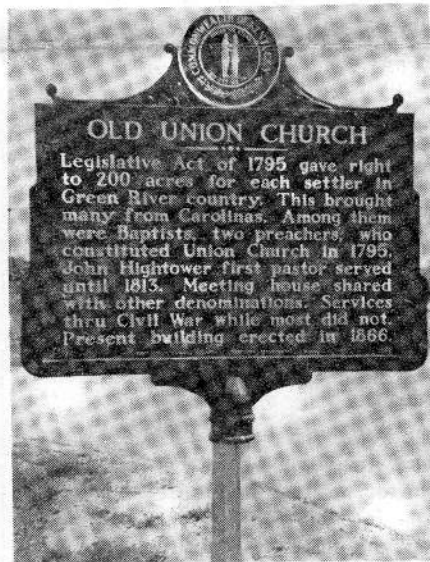 OLD UNION CHURCH
Legislative Act of 1795 gave right
to 200 acres for each settler in
Green River country. This brought
many from Carolinas. Among them
were Baptists, two preachers, who
constituted Union Church in 1795.
John Hightower first pastor served
until 1813. Meeting house shared
with other denominations. Services
thru Civil War while most did not.
Present building erected in 1866.